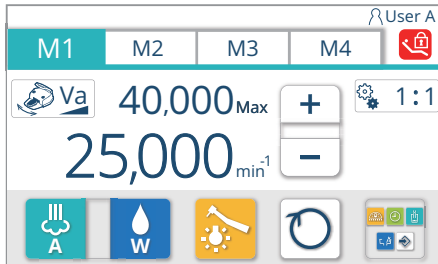 User A
M1 M2 M3 M4
Va 40,000 Max + 1:1
25,000 min-1 −
A W